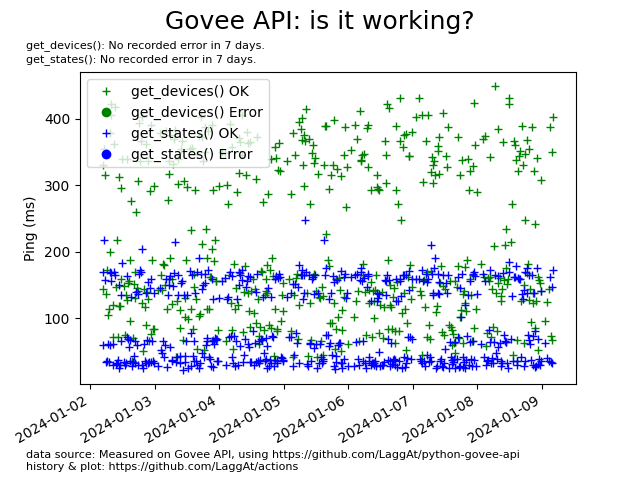 Govee API: is it working?
get_devices(): No recorded error in 7 days.
get_states(): No recorded error in 7 days.
get_devices() OK
get_devices() Error
get_states() OK
get_states() Error
Ping (ms)
400
300
200
100
2024-01-02
2024-01-03
2024-01-04
2024-01-05
2024-01-06
2024-01-07
2024-01-08
2024-01-09
data source: Measured on Govee API, using https://github.com/LaggAt/python-govee-api
history & plot: https://github.com/LaggAt/actions